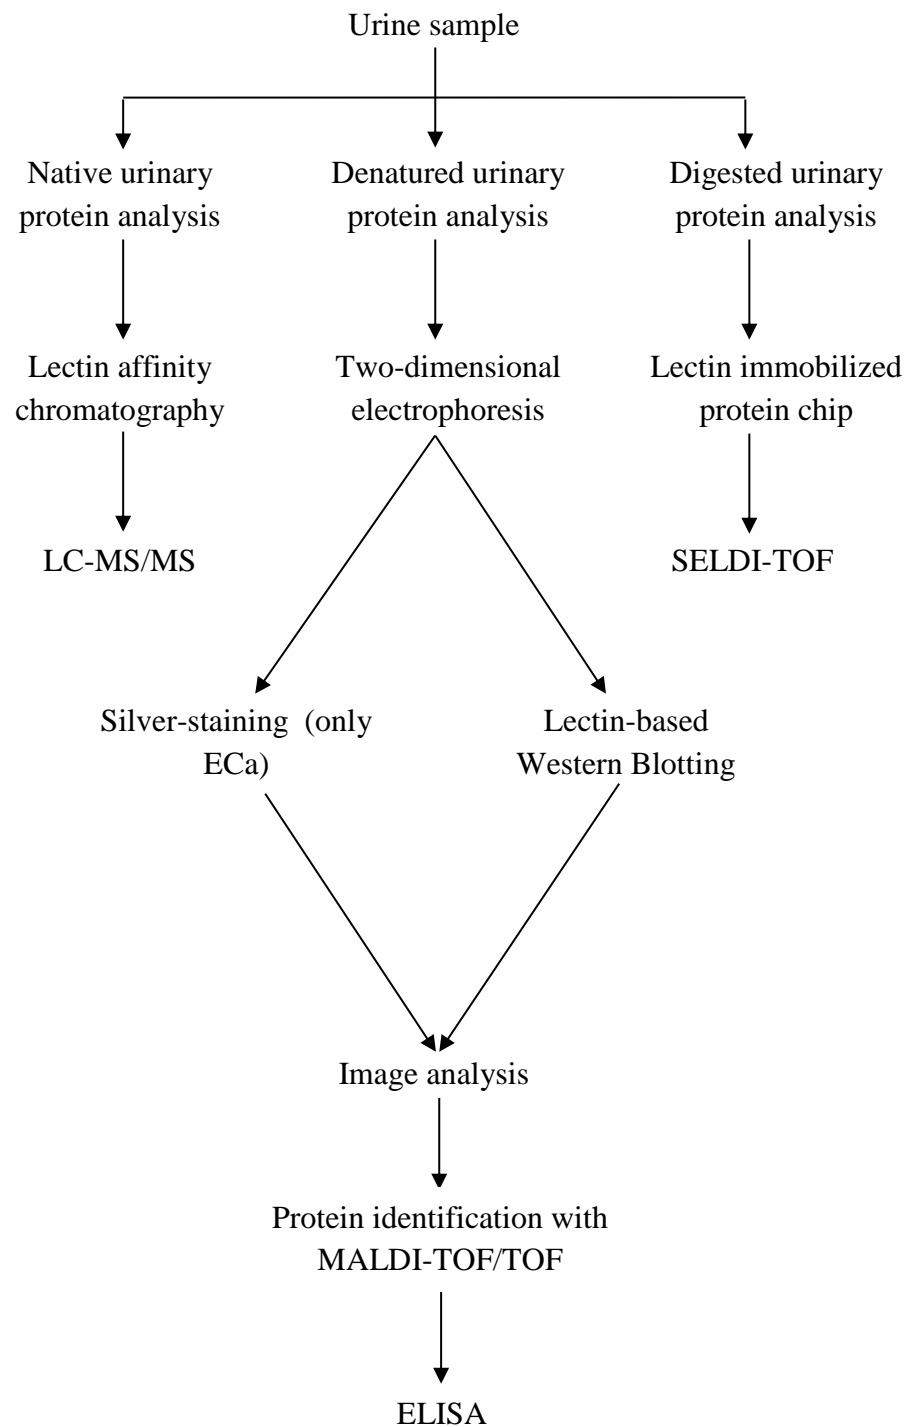 Urine sample
Native urinary
protein analysis
Denatured urinary
protein analysis
Digested urinary
protein analysis
Lectin affinity
chromatography
Two-dimensional
electrophoresis
Lectin immobilized
protein chip
LC-MS/MS
SELDI-TOF
Silver-staining (only
ECa)
Lectin-based
Western Blotting
Image analysis
Protein identification with
MALDI-TOF/TOF
ELISA